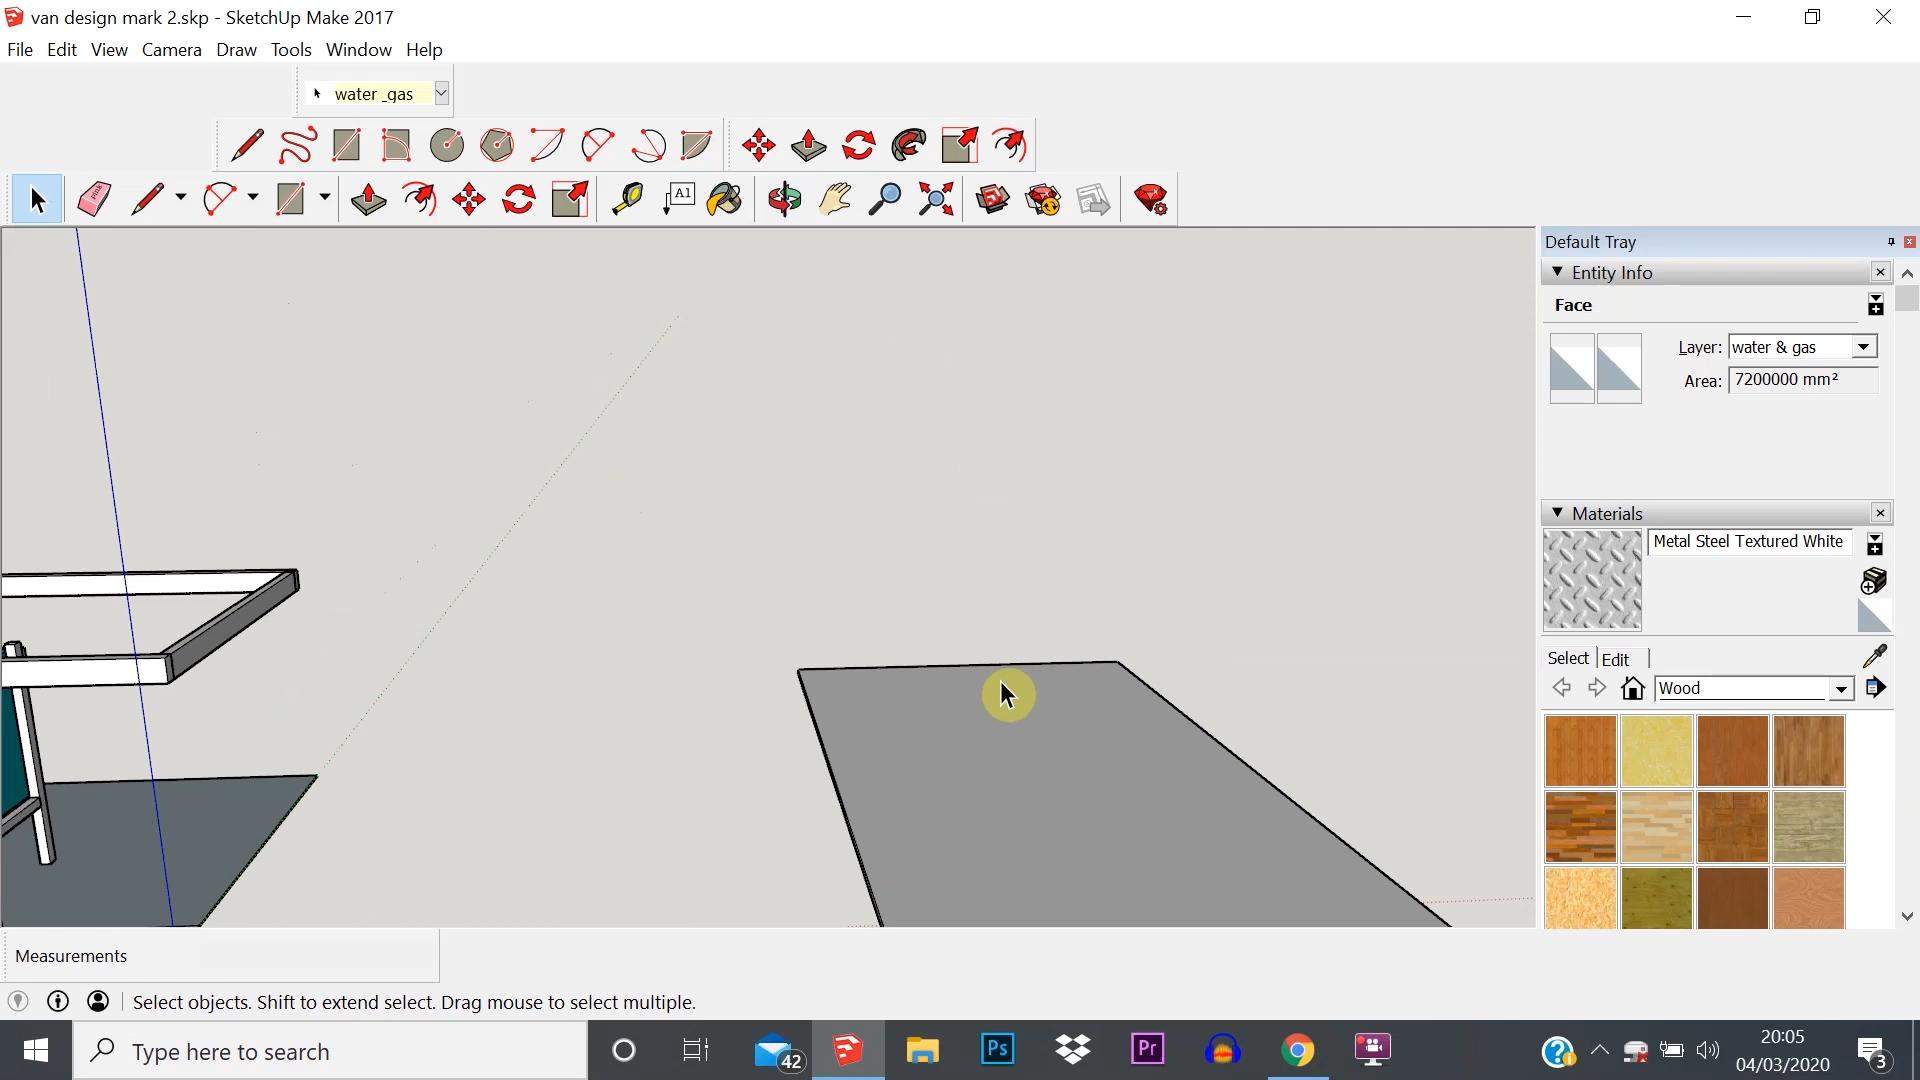 van design mark 2.skp - SketchUp Make 2017
File Edit View Camera Draw Tools Window Help
water _gas
A1
Default Tray
Entity Info
Face
Layer: water & gas
Area: 7200000 mm²
Materials
Metal Steel Textured White
Select Edit
Wood
Measurements
Select objects. Shift to extend select. Drag mouse to select multiple.
Type here to search
42
Ps
Pr
20:05
04/03/2020
3